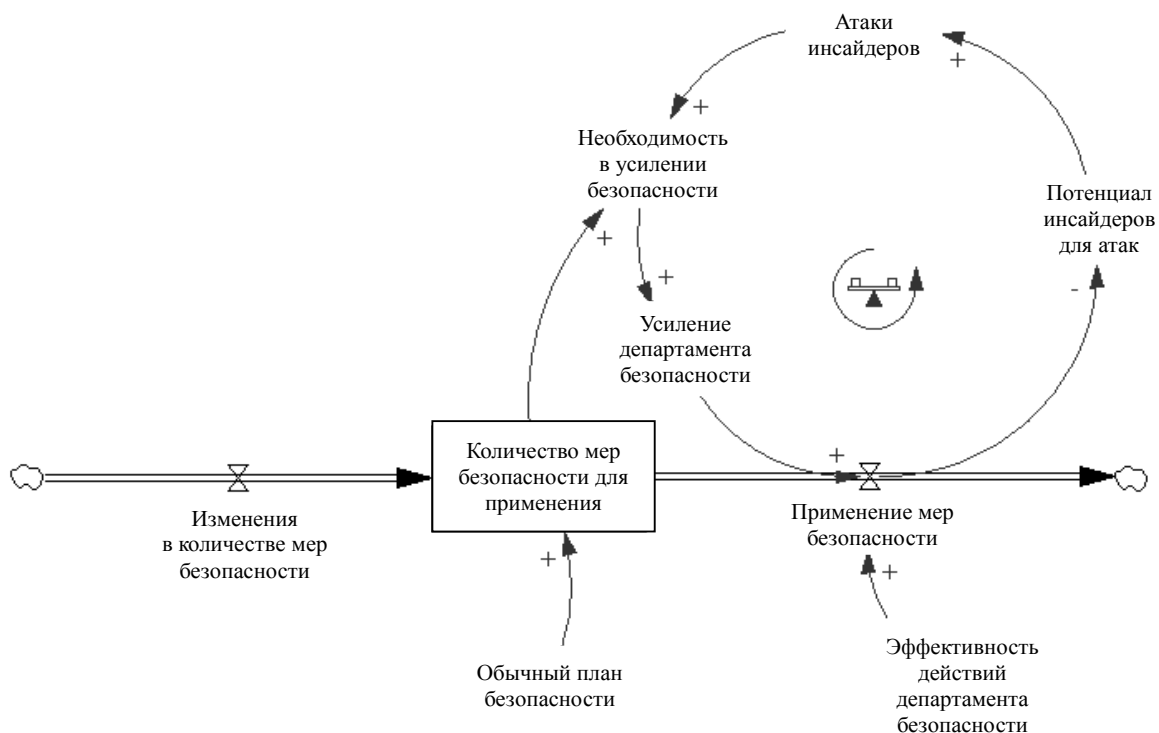 Атаки
инсайдеров
+
+
Необходимость
в усилении
безопасности
Потенциал
инсайдеров
для атак
+
+
-
Усиление
департамента
безопасности
Количество мер
безопасности для
применения
+
Изменения
в количестве мер
безопасности
Применение мер
безопасности
+
+
Обычный план
безопасности
Эффективность
действий
департамента
безопасности